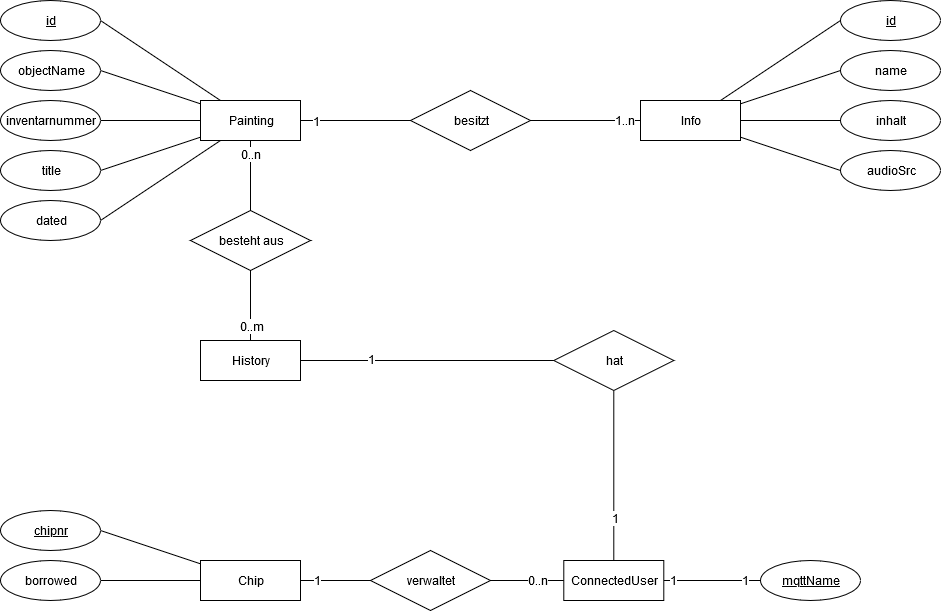 id
id
objectName
name
inventarnummer
Painting
1
besitzt
1..n
Info
inhalt
0..n
title
audioSrc
dated
besteht aus
0..m
History
1
hat
1
chipnr
borrowed
Chip
1
verwaltet
0..n
ConnectedUser
1
1
mqttName